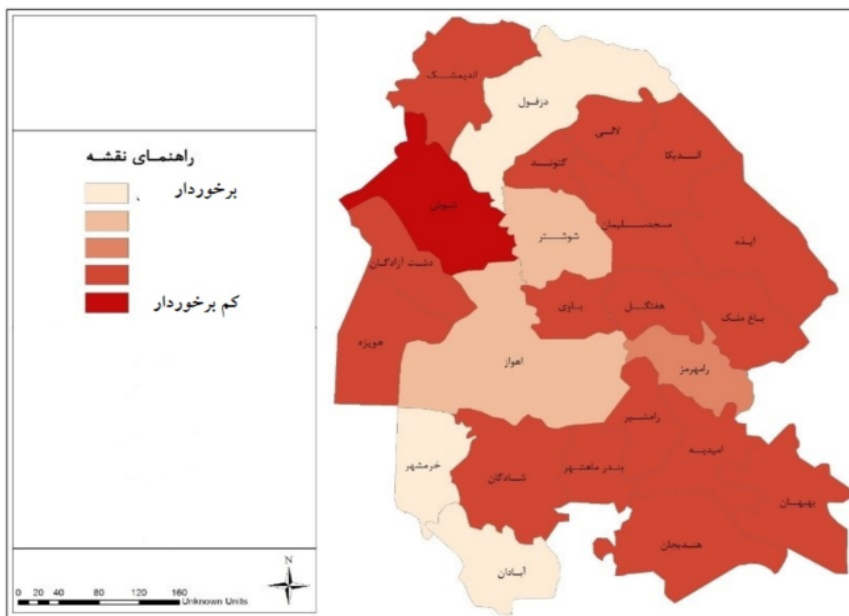 راهنمای نقشه
برخوردار
کم برخوردار
N
0 20 40 80 120 160
Unknown Units
اندیمشک
دزفول
لالی
اندیکا
گتوند
شوش
شوشتر
مسجدسلیمان
ایذه
دشت آزادگان
باوی
هفتگل
باغ ملک
هویزه
اهواز
رامهرمز
رامشیر
امیدیه
خرمشهر
شادگان
بندر ماهشهر
بهبهان
هندیجان
آبادان